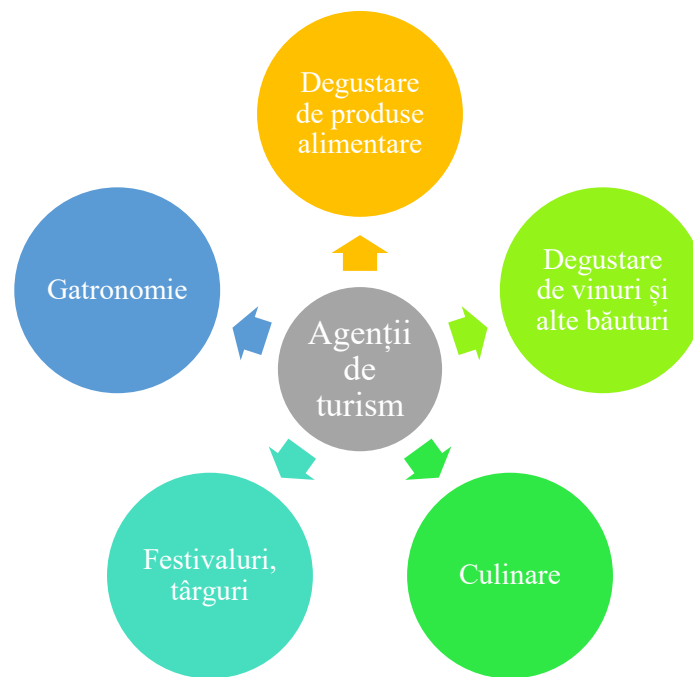 Degustare
de produse
alimentare
Gatronomie
Degustare
de vinuri și
alte băuturi
Agenții
de
turism
Festivaluri,
târguri
Culinare